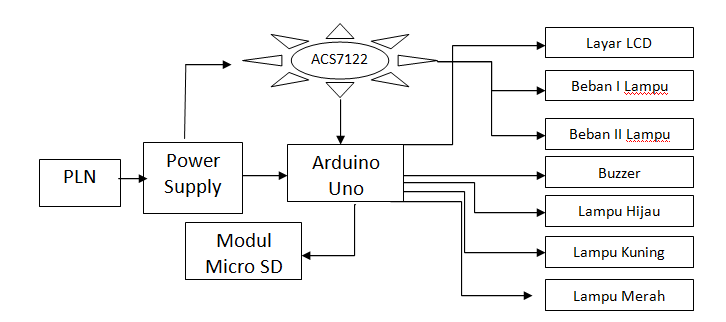 ACS7122
Layar LCD
Beban I Lampu
Beban II Lampu
PLN
Power
Supply
Arduino
Uno
Buzzer
Lampu Hijau
Modul
Micro SD
Lampu Kuning
Lampu Merah